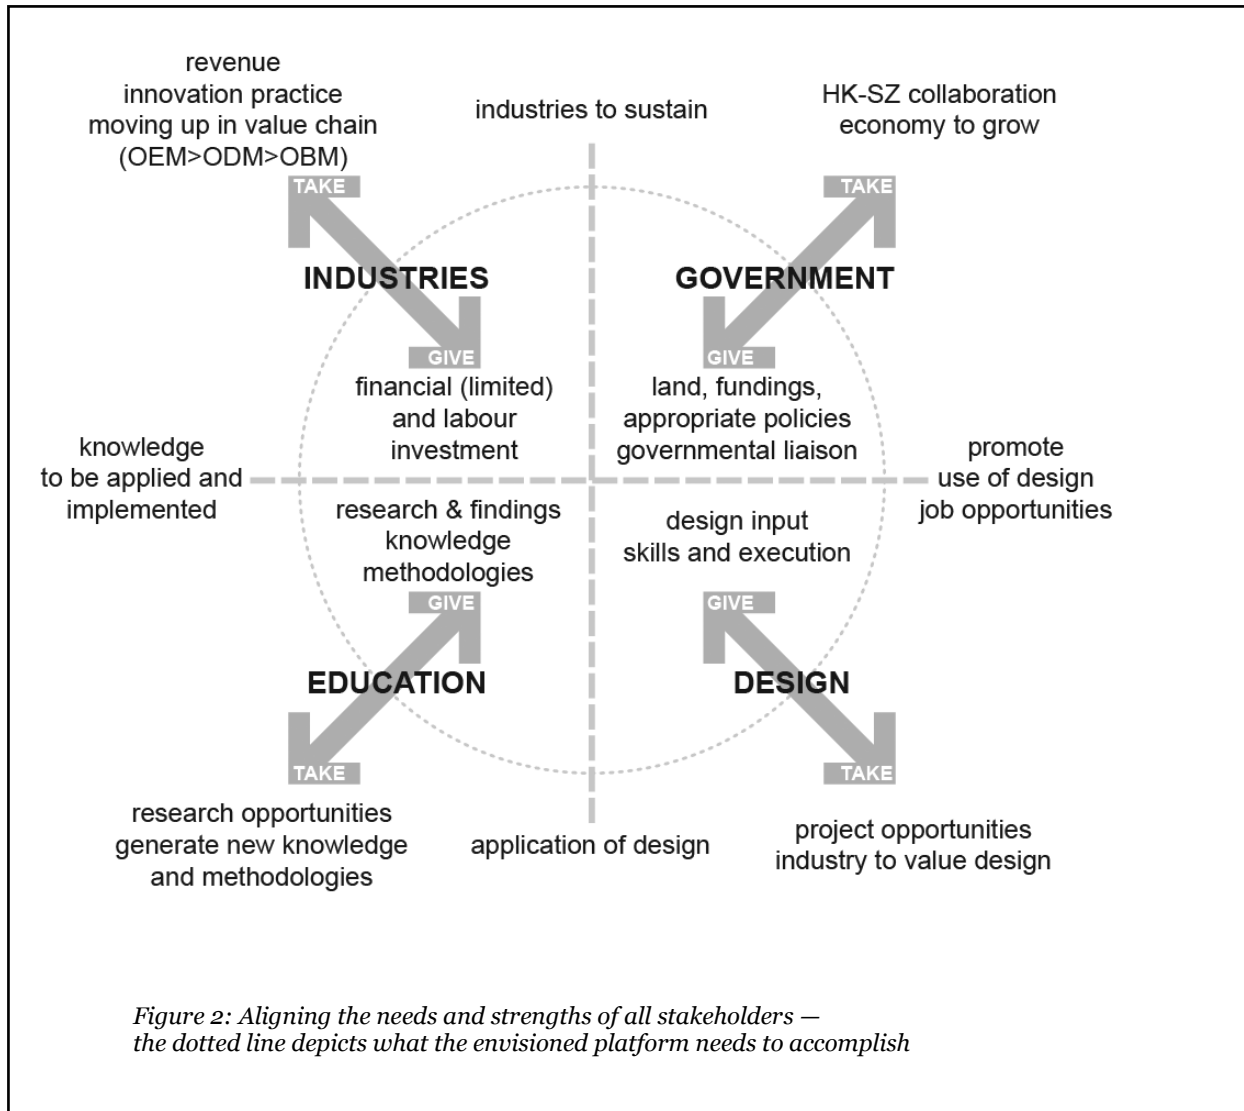 revenue
innovation practice
moving up in value chain
(OEM>ODM>OBM)
industries to sustain
HK-SZ collaboration
economy to grow
TAKE
TAKE
INDUSTRIES
GOVERNMENT
GIVE
GIVE
financial (limited)
and labour
investment
land, fundings,
appropriate policies
governmental liaison
knowledge
to be applied and
implemented
promote
use of design
job opportunities
research & findings
knowledge
methodologies
design input
skills and execution
GIVE
GIVE
EDUCATION
DESIGN
TAKE
TAKE
research opportunities
generate new knowledge
and methodologies
application of design
project opportunities
industry to value design
Figure 2: Aligning the needs and strengths of all stakeholders —
the dotted line depicts what the envisioned platform needs to accomplish